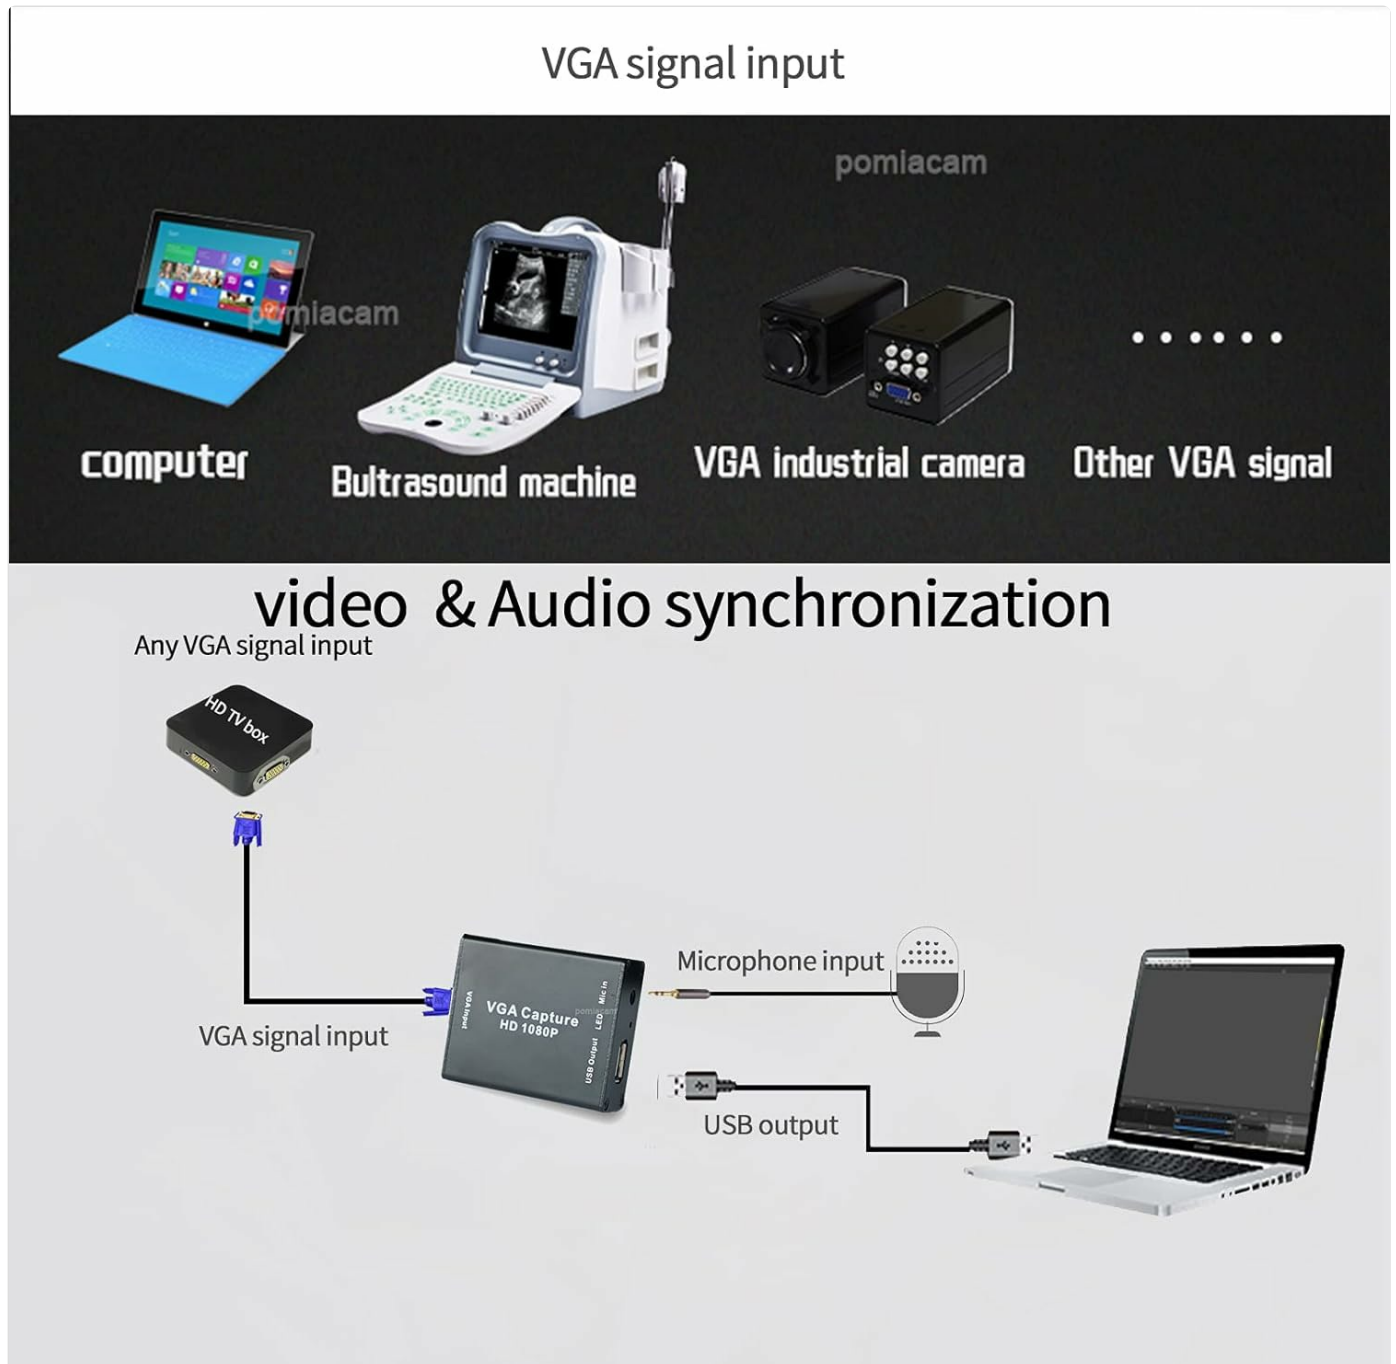 VGA signal input
pomiacam
pomiacam
computer
Bultrasound machine
VGA industrial camera
Other VGA signal
video & Audio synchronization
Any VGA signal input
HD TV box
VGA signal input
VGA Input
VGA Capture
HD 1080P
pomiacam
Mic in
LED
USB Output
Microphone input
USB output